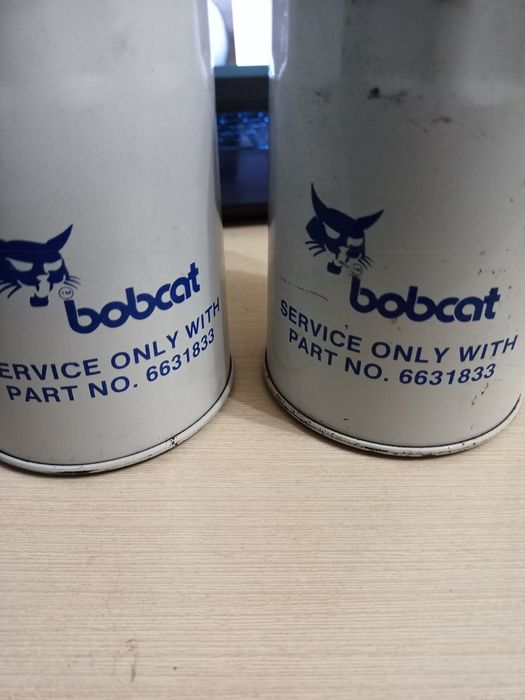 bobcat
ERVICE ONLY WITH
PART NO. 6631833
bobcat
SERVICE ONLY WITH
PART NO. 6631833